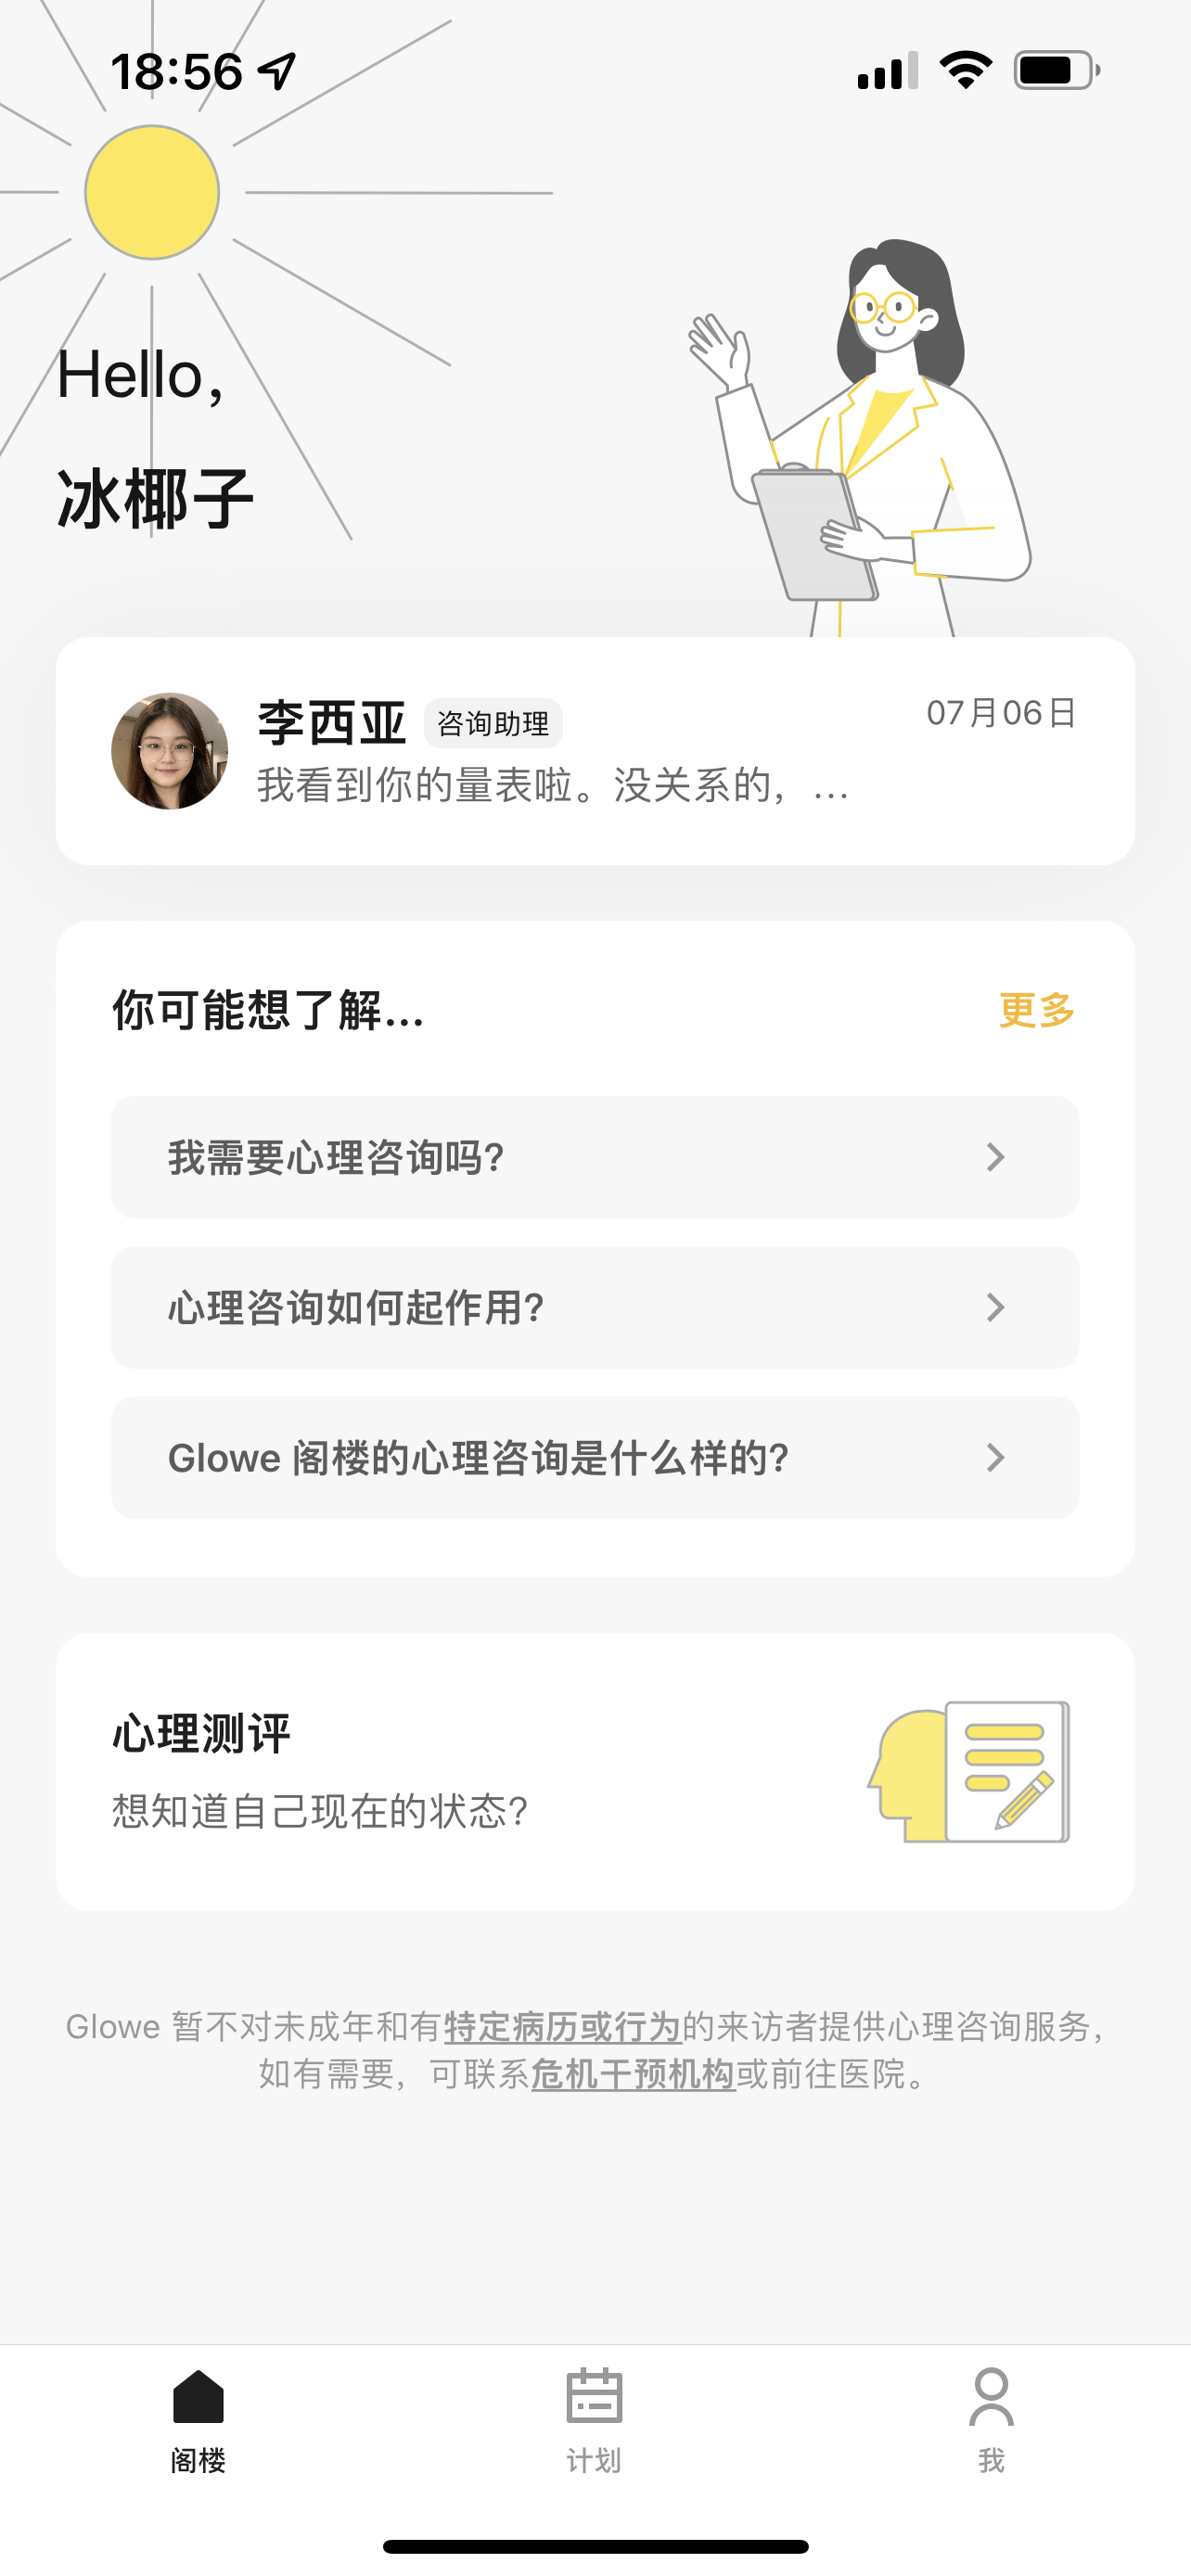 18:56
Hello，
冰椰子
李西亚 咨询助理 07月06日
我看到你的量表啦。没关系的，...
你可能想了解... 更多
我需要心理咨询吗?
心理咨询如何起作用?
Glowe 阁楼的心理咨询是什么样的?
心理测评
想知道自己现在的状态?
Glowe 暂不对未成年和有特定病历或行为的来访者提供心理咨询服务，
如有需要，可联系危机干预机构或前往医院。
阁楼 计划 我